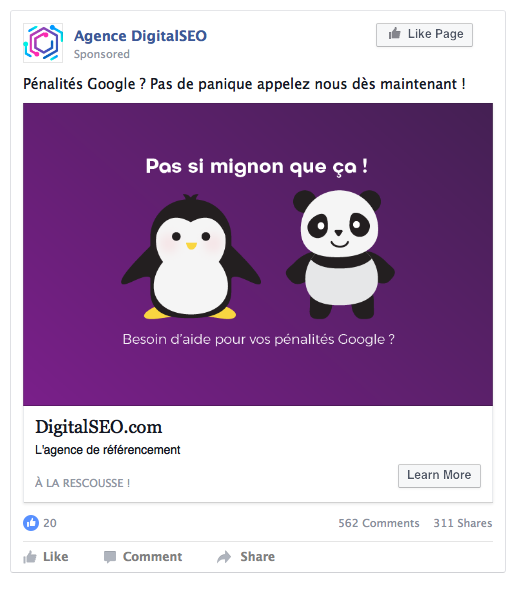 Agence DigitalSEO
Like Page
Sponsored
Pénalités Google ? Pas de panique appelez nous dès maintenant !
Pas si mignon que ça !
Besoin d'aide pour vos pénalités Google ?
DigitalSEO.com
L'agence de référencement
À LA RESCOUSSE !
Learn More
20
562 Comments 311 Shares
Like Comment Share